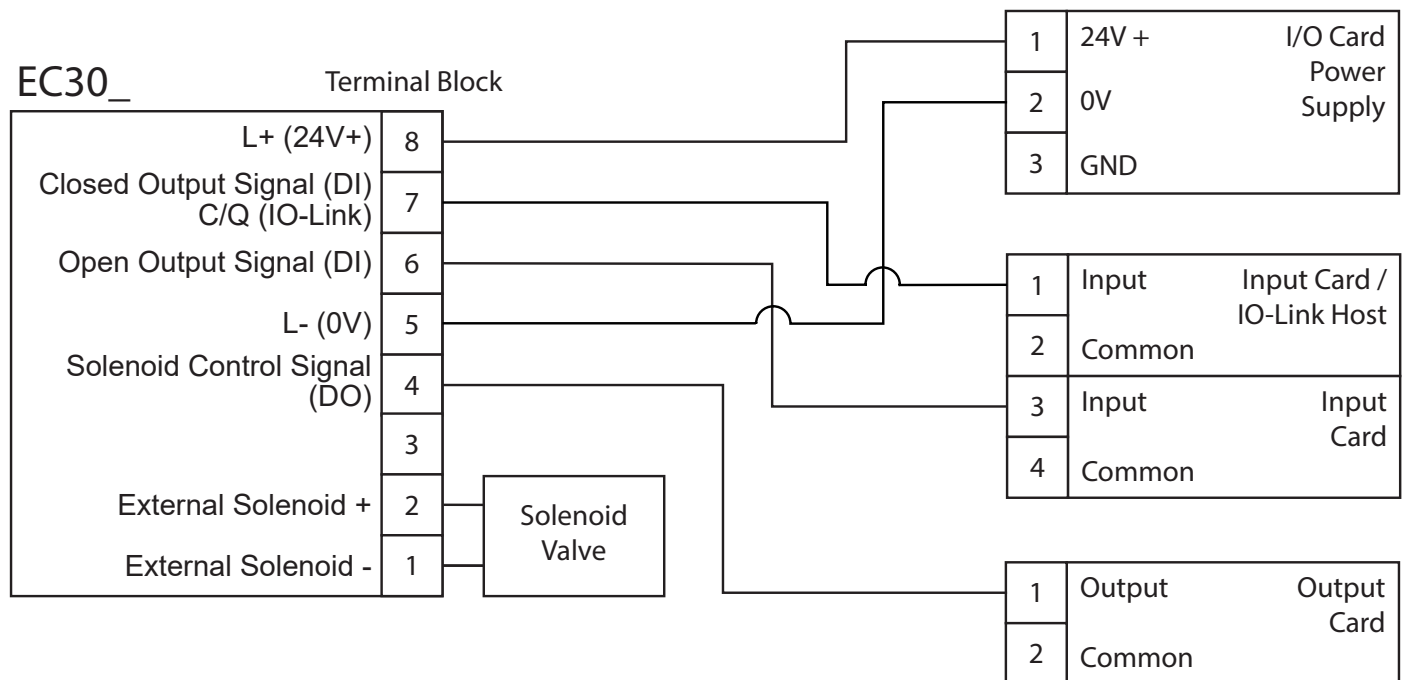 EC30_
Terminal Block
L+ (24V+) 8
Closed Output Signal (DI)
C/Q (IO-Link) 7
Open Output Signal (DI) 6
L- (0V) 5
Solenoid Control Signal
(DO) 4
3
External Solenoid + 2
External Solenoid - 1
Solenoid
Valve
1 24V + I/O Card
Power
2 0V Supply
3 GND
1 Input Input Card /
IO-Link Host
2 Common
3 Input Input
Card
4 Common
1 Output Output
Card
2 Common